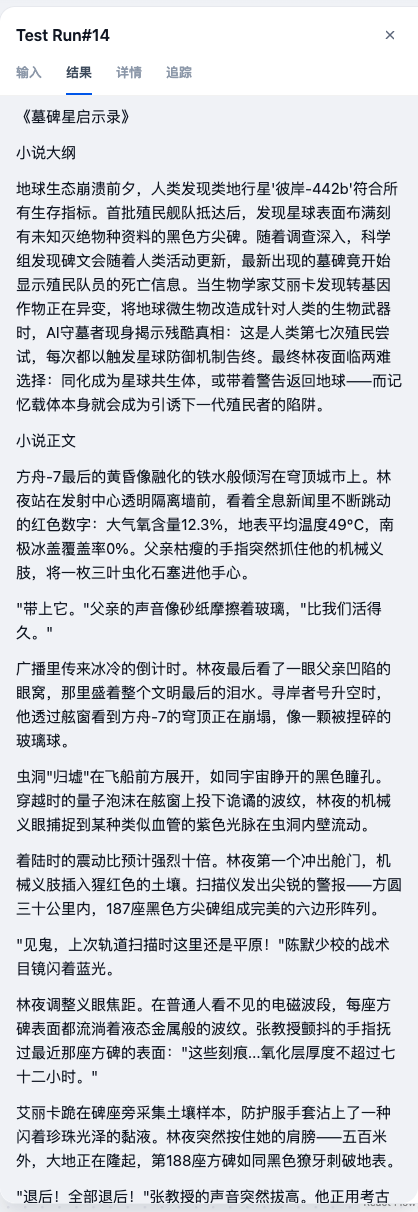 Test Run#14
输入 结果 详情 追踪
《墓碑星启示录》
小说大纲
地球生态崩溃前夕，人类发现类地行星'彼岸-442b'符合所
有生存指标。首批殖民舰队抵达后，发现星球表面布满刻
有未知灭绝物种资料的黑色方尖碑。随着调查深入，科学
组发现碑文会随着人类活动更新，最新出现的墓碑竟开始
显示殖民队员的死亡信息。当生物学家艾丽卡发现转基因
作物正在异变，将地球微生物改造成针对人类的生物武器
时，AI守墓者现身揭示残酷真相：这是人类第七次殖民尝
试，每次都以触发星球防御机制告终。最终林夜面临两难
选择：同化成为星球共生体，或带着警告返回地球——而记
忆载体本身就会成为引诱下一代殖民者的陷阱。
小说正文
方舟-7最后的黄昏像融化的铁水般倾泻在穹顶城市上。林
夜站在发射中心透明隔离墙前，看着全息新闻里不断跳动
的红色数字：大气氧含量12.3%，地表平均温度49°C，南
极冰盖覆盖率0%。父亲枯瘦的手指突然抓住他的机械义
肢，将一枚三叶虫化石塞进他手心。
"带上它。"父亲的声音像砂纸摩擦着玻璃，"比我们活得
久。"
广播里传来冰冷的倒计时。林夜最后看了一眼父亲凹陷的
眼窝，那里盛着整个文明最后的泪水。寻岸者号升空时，
他透过舷窗看到方舟-7的穹顶正在崩塌，像一颗被捏碎的
玻璃球。
虫洞"归墟"在飞船前方展开，如同宇宙睁开的黑色瞳孔。
穿越时的量子泡沫在舷窗上投下诡谲的波纹，林夜的机械
义眼捕捉到某种类似血管的紫色光脉在虫洞内壁流动。
着陆时的震动比预计强烈十倍。林夜第一个冲出舱门，机
械义肢插入猩红色的土壤。扫描仪发出尖锐的警报——方圆
三十公里内，187座黑色方尖碑组成完美的六边形阵列。
"见鬼，上次轨道扫描时这里还是平原！"陈默少校的战术
目镜闪着蓝光。
林夜调整义眼焦距。在普通人看不见的电磁波段，每座方
碑表面都流淌着液态金属般的波纹。张教授颤抖的手指抚
过最近那座方碑的表面："这些刻痕...氧化层厚度不超过七
十二小时。"
艾丽卡跪在碑座旁采集土壤样本，防护服手套沾上了一种
闪着珍珠光泽的黏液。林夜突然按住她的肩膀——五百米
外，大地正在隆起，第188座方碑如同黑色獠牙刺破地表。
"退后！全部退后！"张教授的声音突然拔高。他正用考古